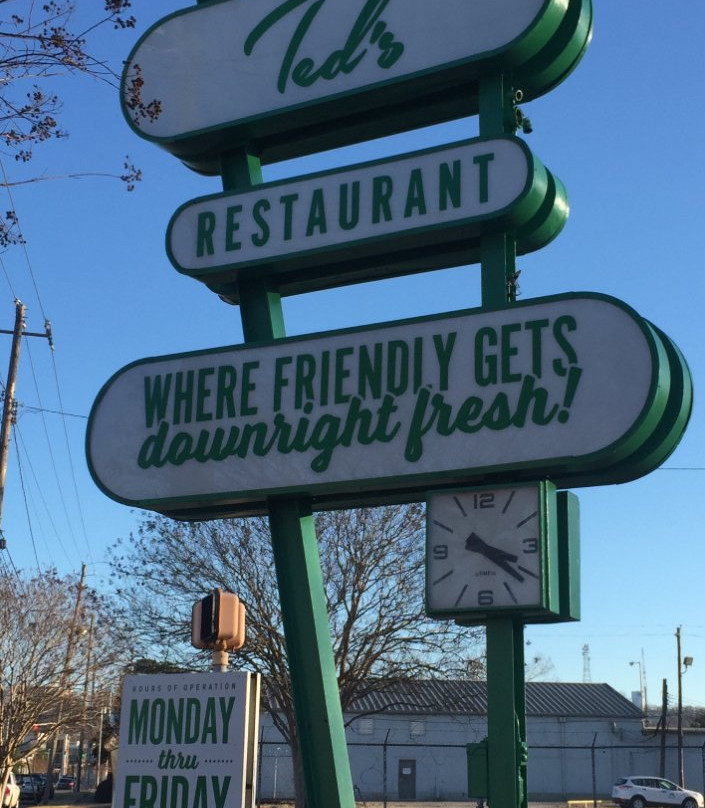 Ted's
RESTAURANT
WHERE FRIENDLY GETS
downright fresh!
12
9 3
6
HOURS OF OPERATION
MONDAY
thru
FRIDAY